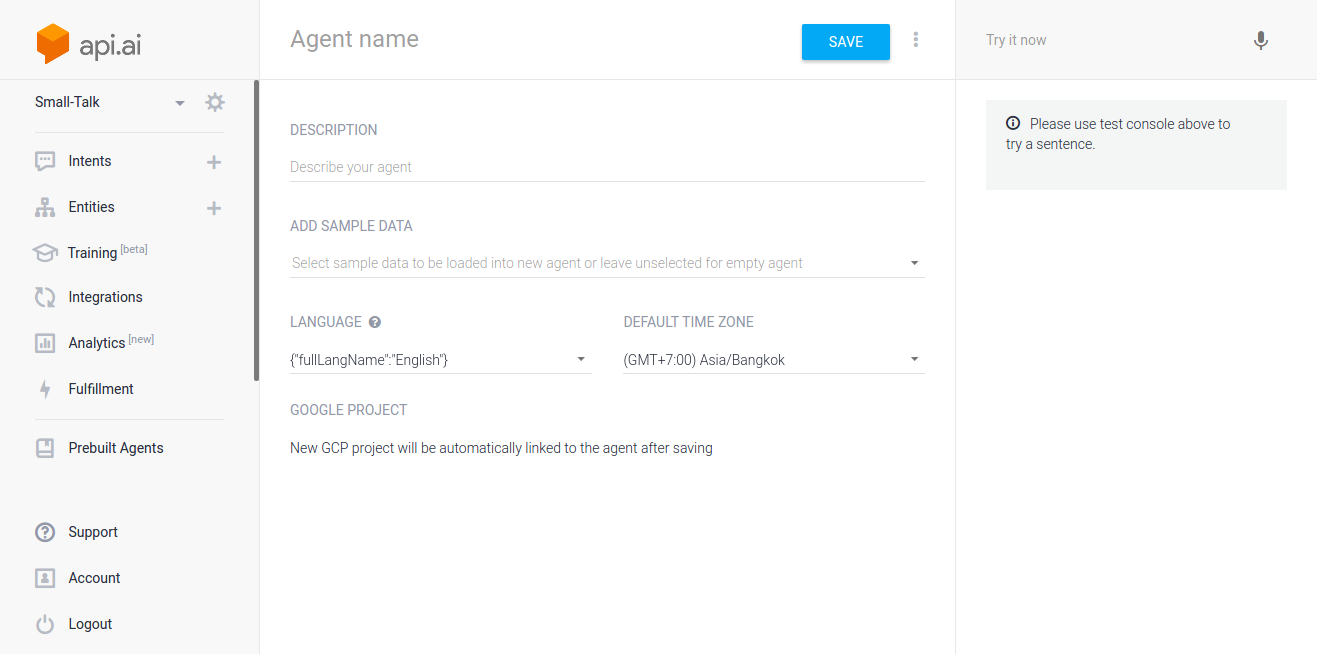 api.ai
Small-Talk
Intents
Entities
Training [beta]
Integrations
Analytics [new]
Fulfillment
Prebuilt Agents
Support
Account
Logout
Agent name
SAVE
DESCRIPTION
Describe your agent
ADD SAMPLE DATA
Select sample data to be loaded into new agent or leave unselected for empty agent
LANGUAGE
DEFAULT TIME ZONE
{"fullLangName":"English"}
(GMT+7:00) Asia/Bangkok
GOOGLE PROJECT
New GCP project will be automatically linked to the agent after saving
Try it now
Please use test console above to
try a sentence.